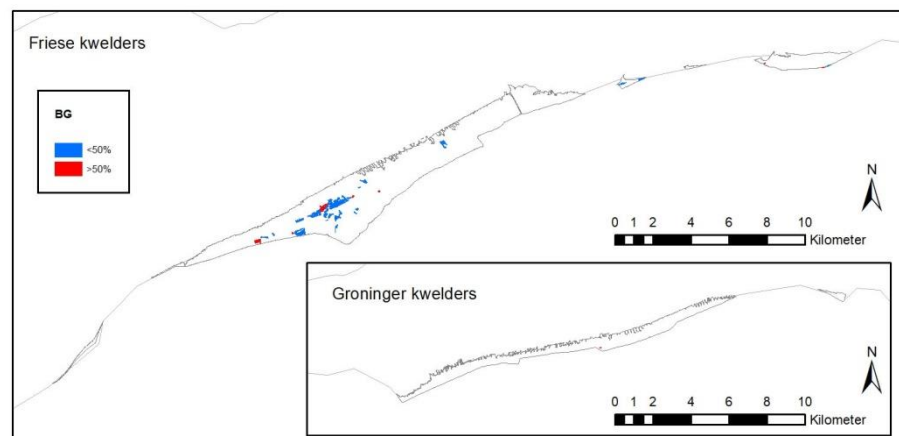 Friese kwelders
BG
<50%
>50%
N
0 1 2 4 6 8 10
Kilometer
Groninger kwelders
N
0 1 2 4 6 8 10
Kilometer